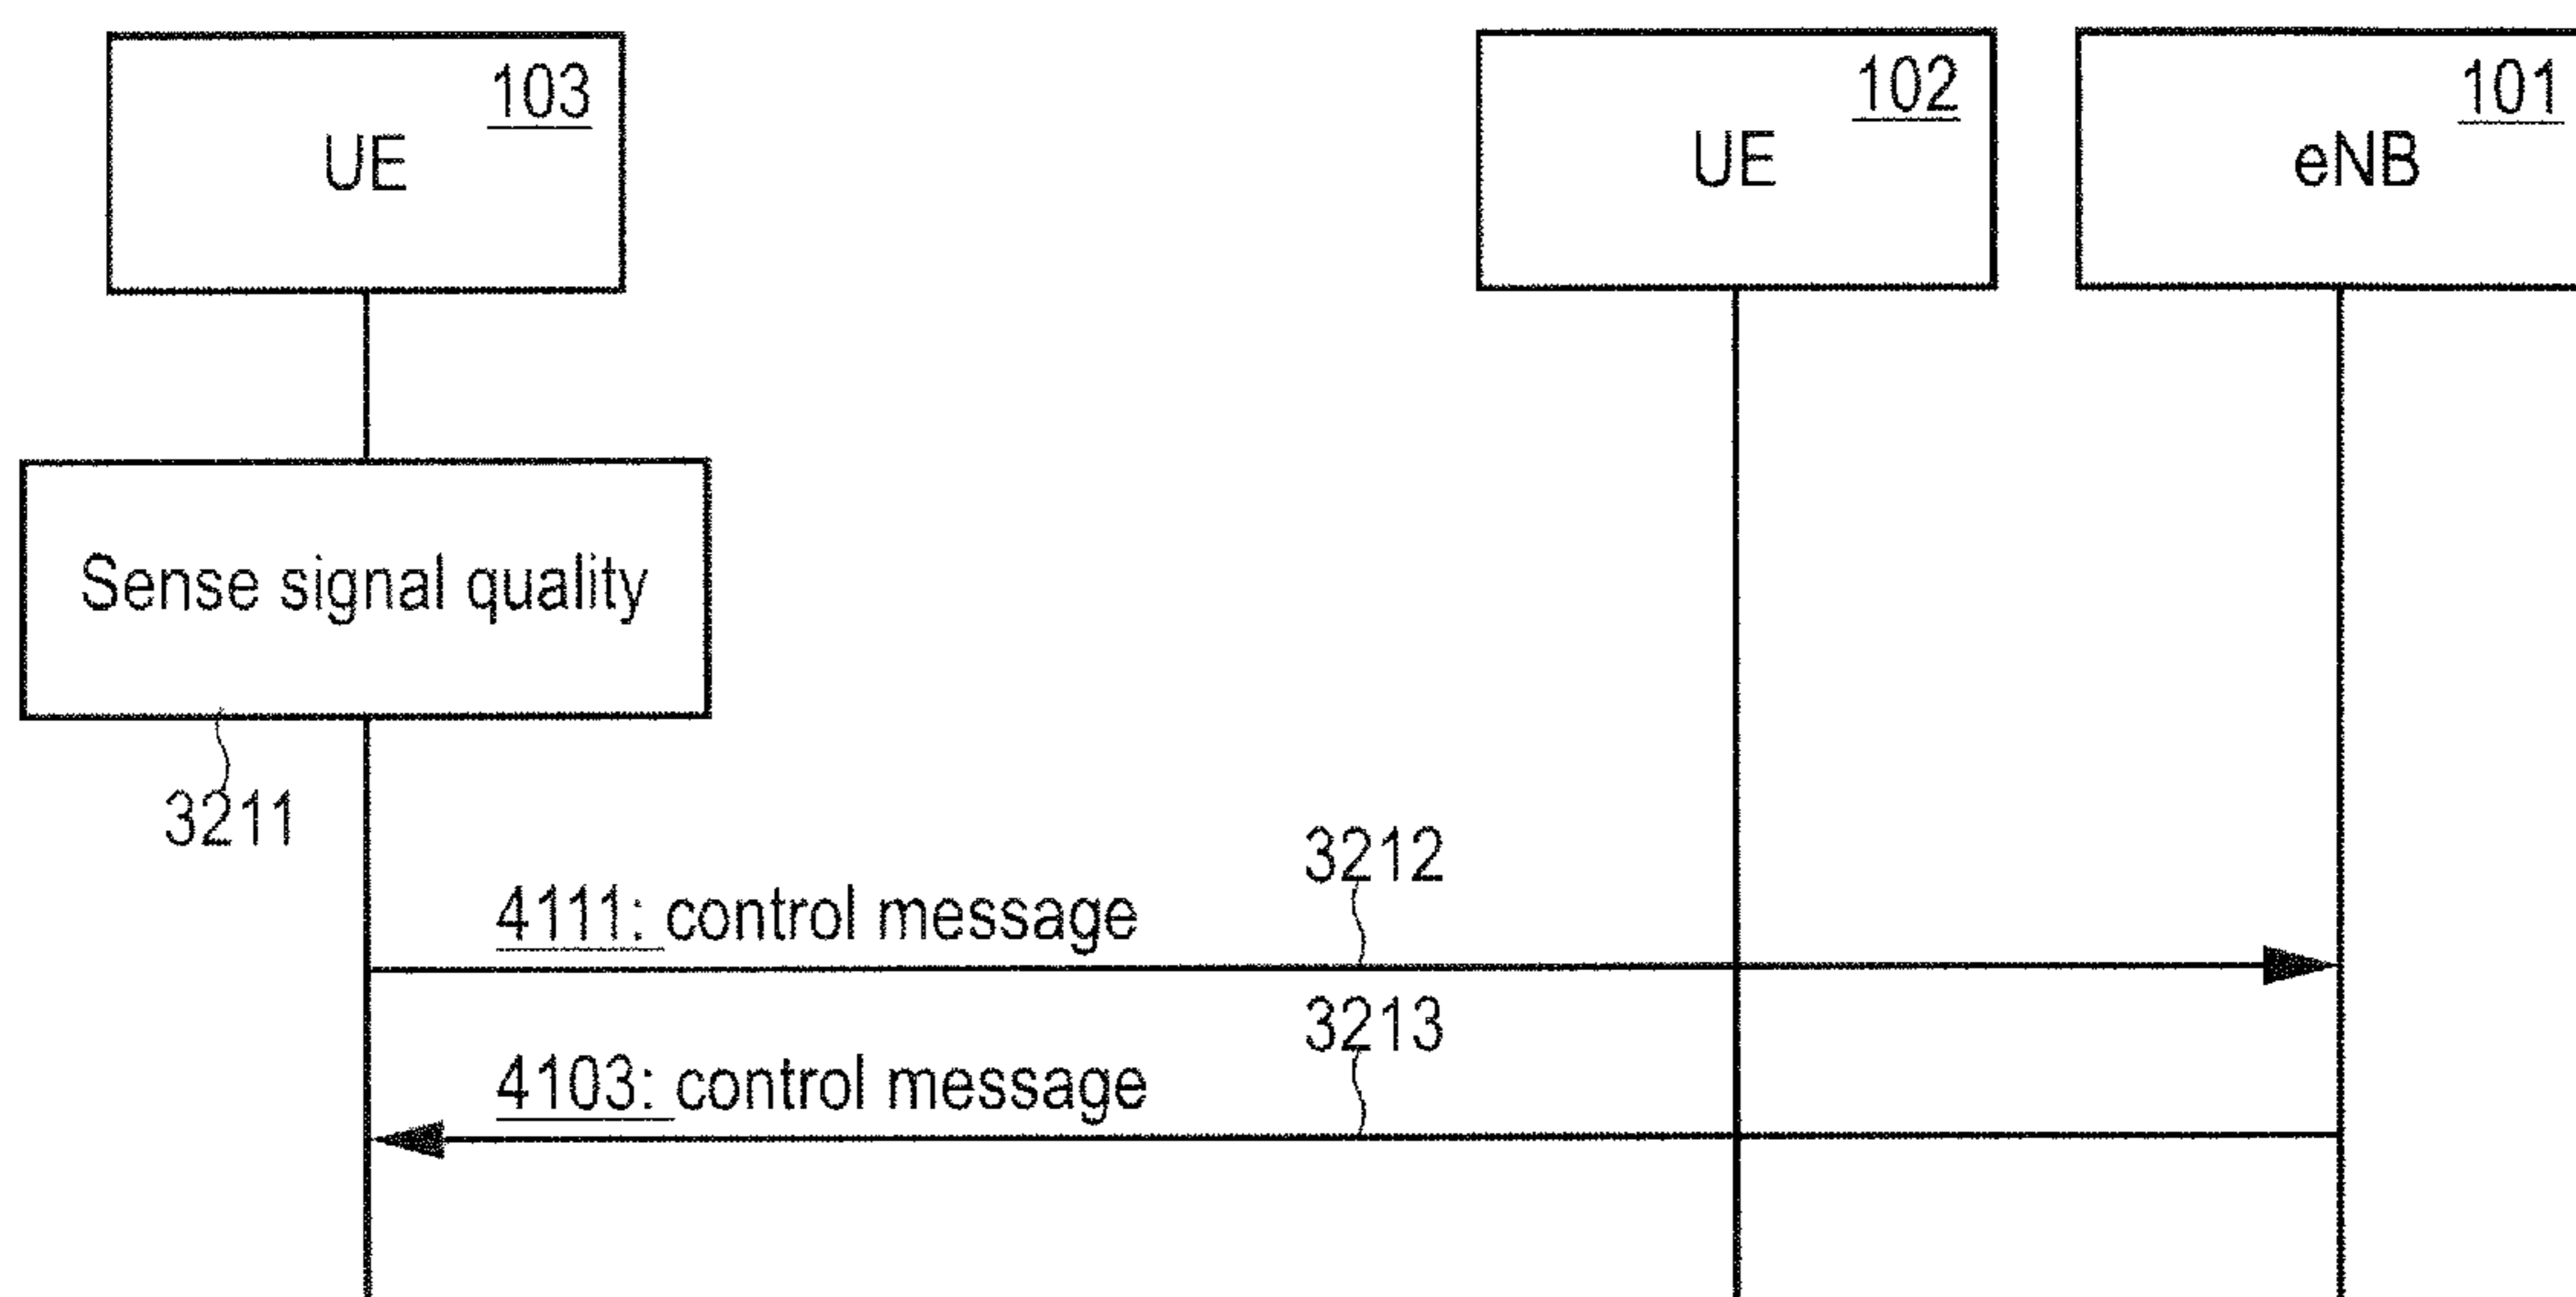 103
UE
102
UE
101
eNB
Sense signal quality
3211
3212
4111: control message
3213
4103: control message